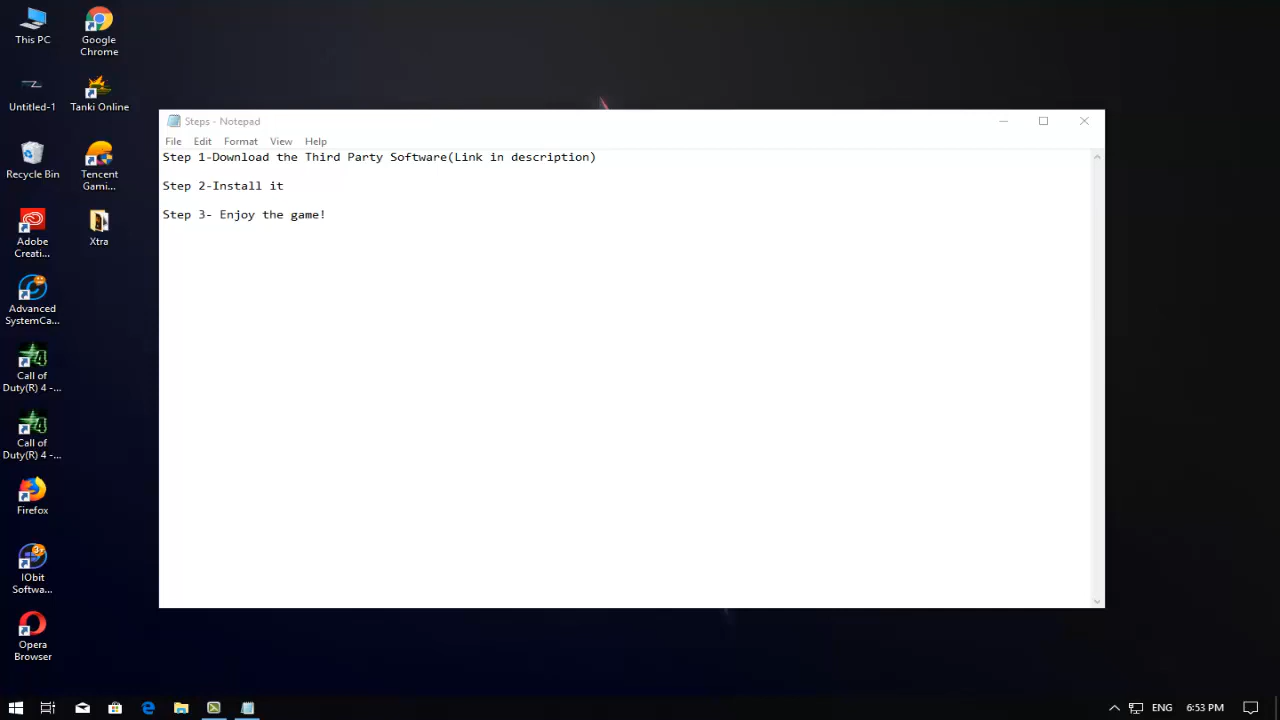 This PC
Google
Chrome
Untitled-1
Tanki Online
Recycle Bin
Tencent
Gami...
Adobe
Creati...
Xtra
Advanced
SystemCa...
Call of
Duty(R) 4 -...
Call of
Duty(R) 4 -...
Firefox
IObit
Softwa...
Opera
Browser
Steps - Notepad
File Edit Format View Help
Step 1-Download the Third Party Software(Link in description)
Step 2-Install it
Step 3- Enjoy the game!
ENG 6:53 PM